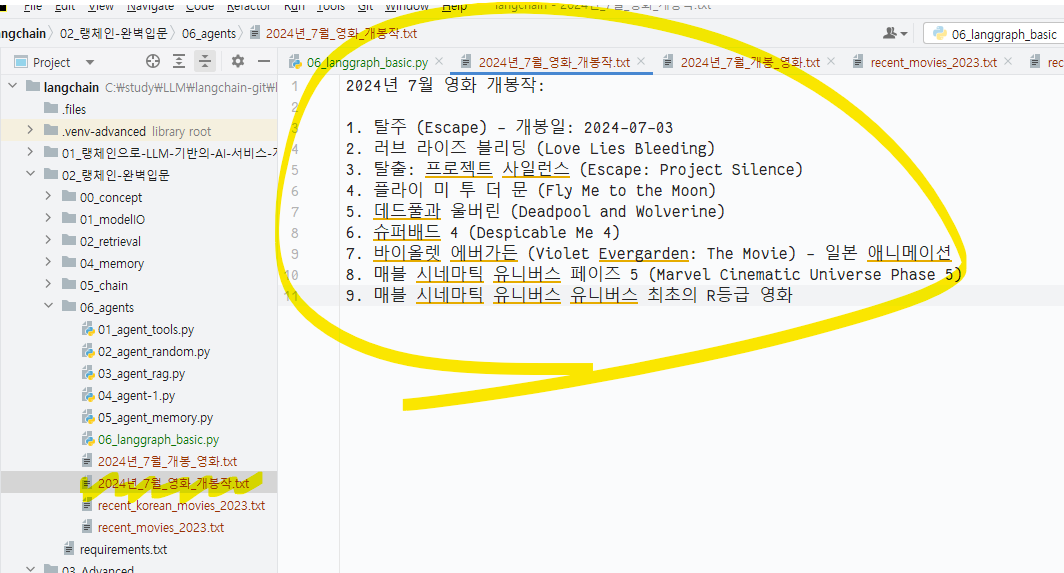 File Edit View Navigate Code Refactor Run Tools Git Window Help langchain - 2024년_7월_영화_개봉작.txt
angchain 02_랭체인-완벽입문 06_agents 2024년_7월_영화_개봉작.txt 06_langgraph_basic
Project 06_langgraph_basic.py 2024년_7월_영화_개봉작.txt 2024년_7월_개봉_영화.txt recent_movies_2023.txt rec
langchain C:\study\LLM\langchain-git\l
.files
.venv-advanced library root
01_랭체인으로-LLM-기반의-AI-서비스-
02_랭체인-완벽입문
00_concept
01_modelIO
02_retrieval
04_memory
05_chain
06_agents
01_agent_tools.py
02_agent_random.py
03_agent_rag.py
04_agent-1.py
05_agent_memory.py
06_langgraph_basic.py
2024년_7월_개봉_영화.txt
2024년_7월_영화_개봉작.txt
recent_korean_movies_2023.txt
recent_movies_2023.txt
requirements.txt
03_Advanced
1 2024년 7월 영화 개봉작:
2
3 1. 탈주 (Escape) - 개봉일: 2024-07-03
4 2. 러브 라이즈 블리딩 (Love Lies Bleeding)
5 3. 탈출: 프로젝트 사일런스 (Escape: Project Silence)
6 4. 플라이 미 투 더 문 (Fly Me to the Moon)
7 5. 데드풀과 울버린 (Deadpool and Wolverine)
8 6. 슈퍼배드 4 (Despicable Me 4)
9 7. 바이올렛 에버가든 (Violet Evergarden: The Movie) - 일본 애니메이션
10 8. 매블 시네마틱 유니버스 페이즈 5 (Marvel Cinematic Universe Phase 5)
11 9. 매블 시네마틱 유니버스 유니버스 최초의 R등급 영화